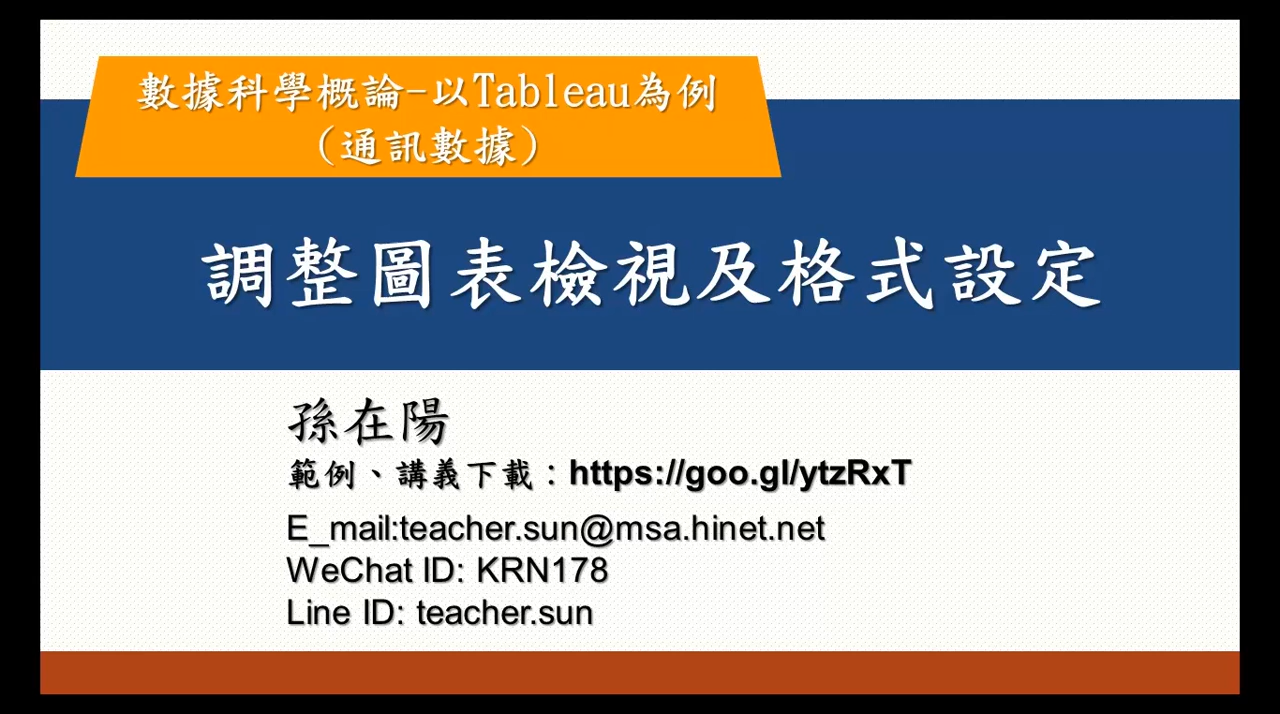 數據科學概論-以Tableau為例
(通訊數據)
調整圖表檢視及格式設定
孫在陽
範例、講義下載：https://goo.gl/ytzRxT
E_mail:teacher.sun@msa.hinet.net
WeChat ID: KRN178
Line ID: teacher.sun